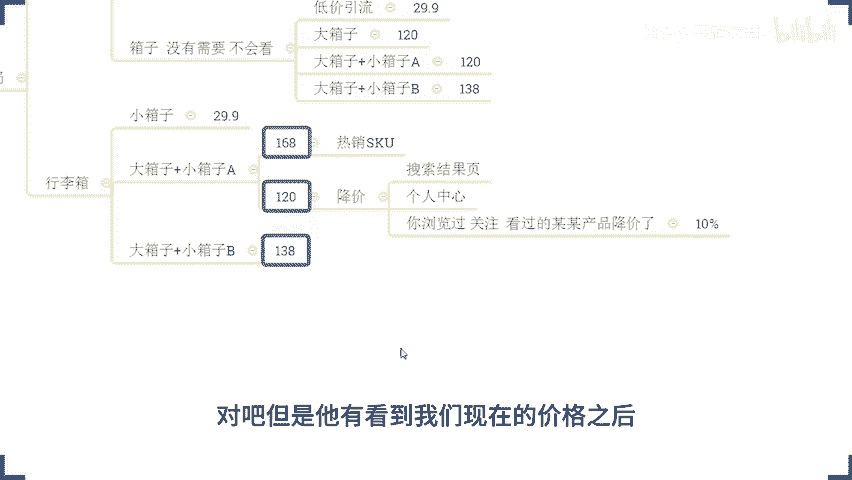 低价引流 29.9
大箱子 120
箱子 没有需要 不会看
大箱子+小箱子A 120
大箱子+小箱子B 138
小箱子 29.9
168 热销SKU
大箱子+小箱子A
搜索结果页
行李箱
120 降价
个人中心
你浏览过 关注 看过的某某产品降价了 10%
大箱子+小箱子B 138
对吧但是他有看到我们现在的价格之后
bilibili